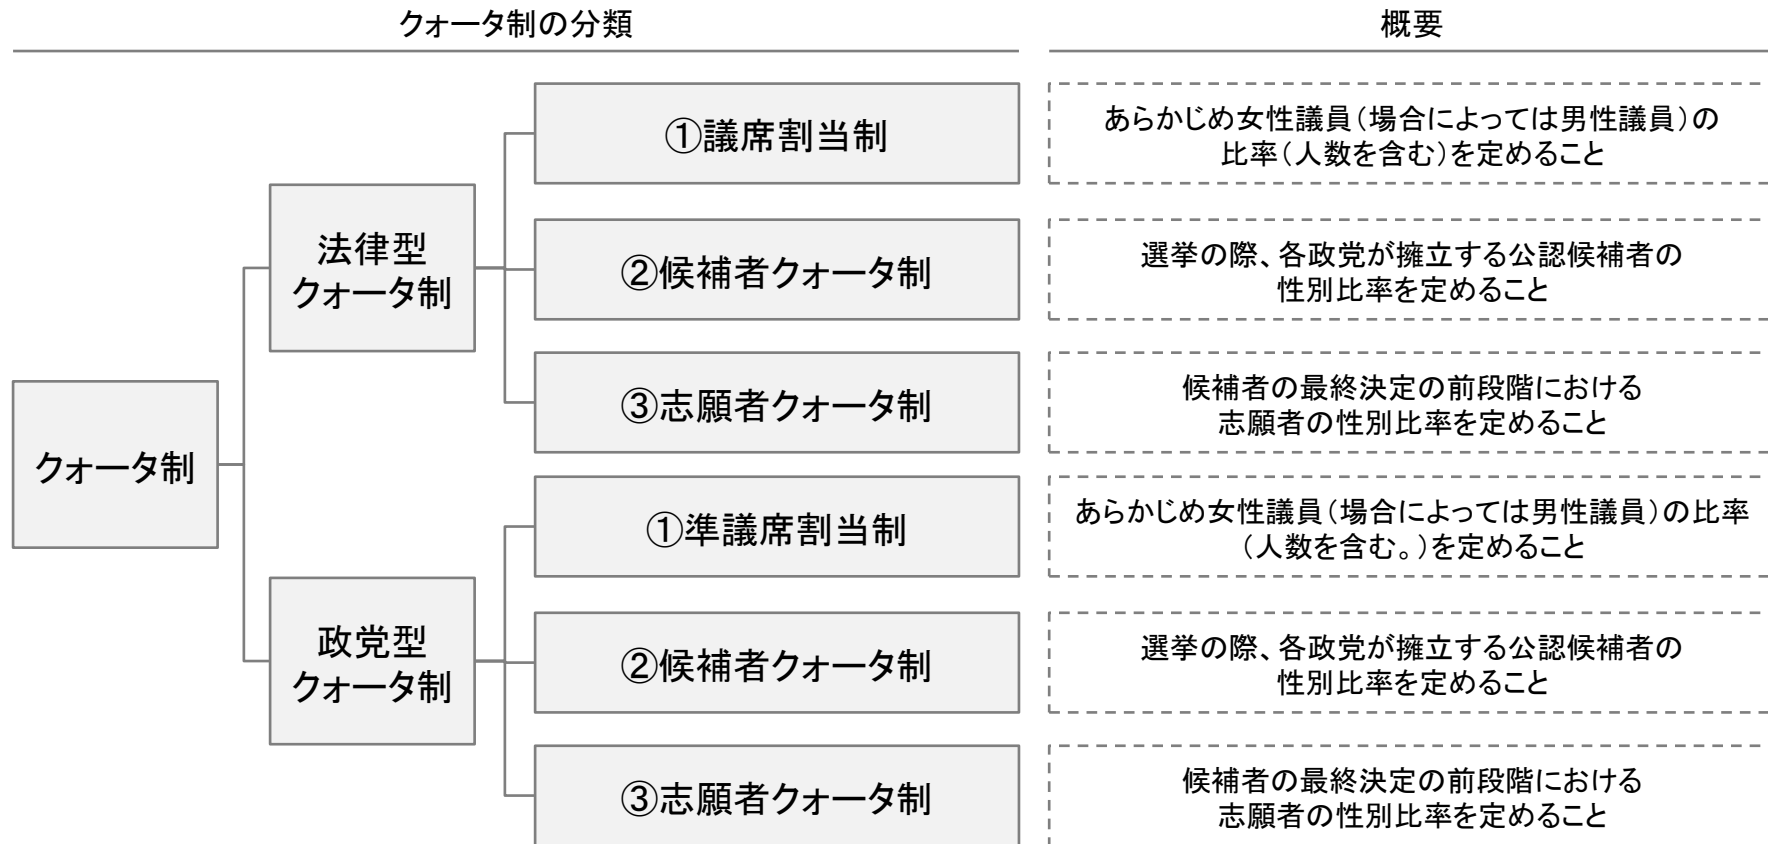 クォータ制の分類
概要
クォータ制
法律型
クォータ制
①議席割当制
あらかじめ女性議員（場合によっては男性議員）の
比率（人数を含む）を定めること
②候補者クォータ制
選挙の際、各政党が擁立する公認候補者の
性別比率を定めること
③志願者クォータ制
候補者の最終決定の前段階における
志願者の性別比率を定めること
政党型
クォータ制
①準議席割当制
あらかじめ女性議員（場合によっては男性議員）の比率
（人数を含む。）を定めること
②候補者クォータ制
選挙の際、各政党が擁立する公認候補者の
性別比率を定めること
③志願者クォータ制
候補者の最終決定の前段階における
志願者の性別比率を定めること